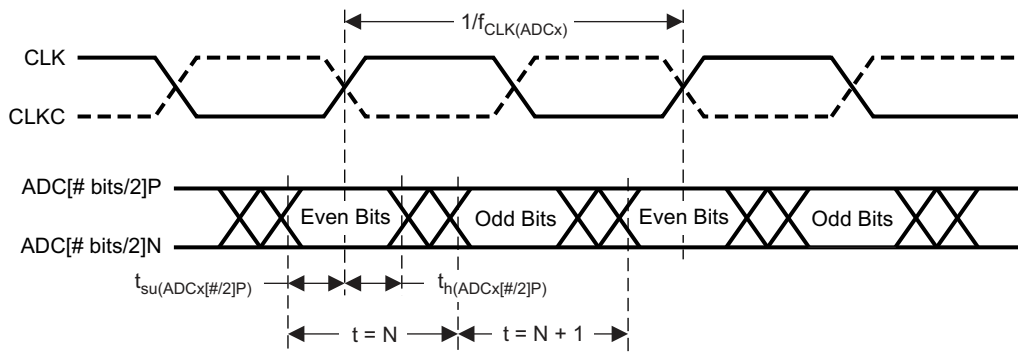 1/fCLK(ADCx)
CLK
CLKC
ADC[# bits/2]P
Even Bits
Odd Bits
Even Bits
Odd Bits
ADC[# bits/2]N
tsu(ADCx[#/2]P)
th(ADCx[#/2]P)
t = N
t = N + 1